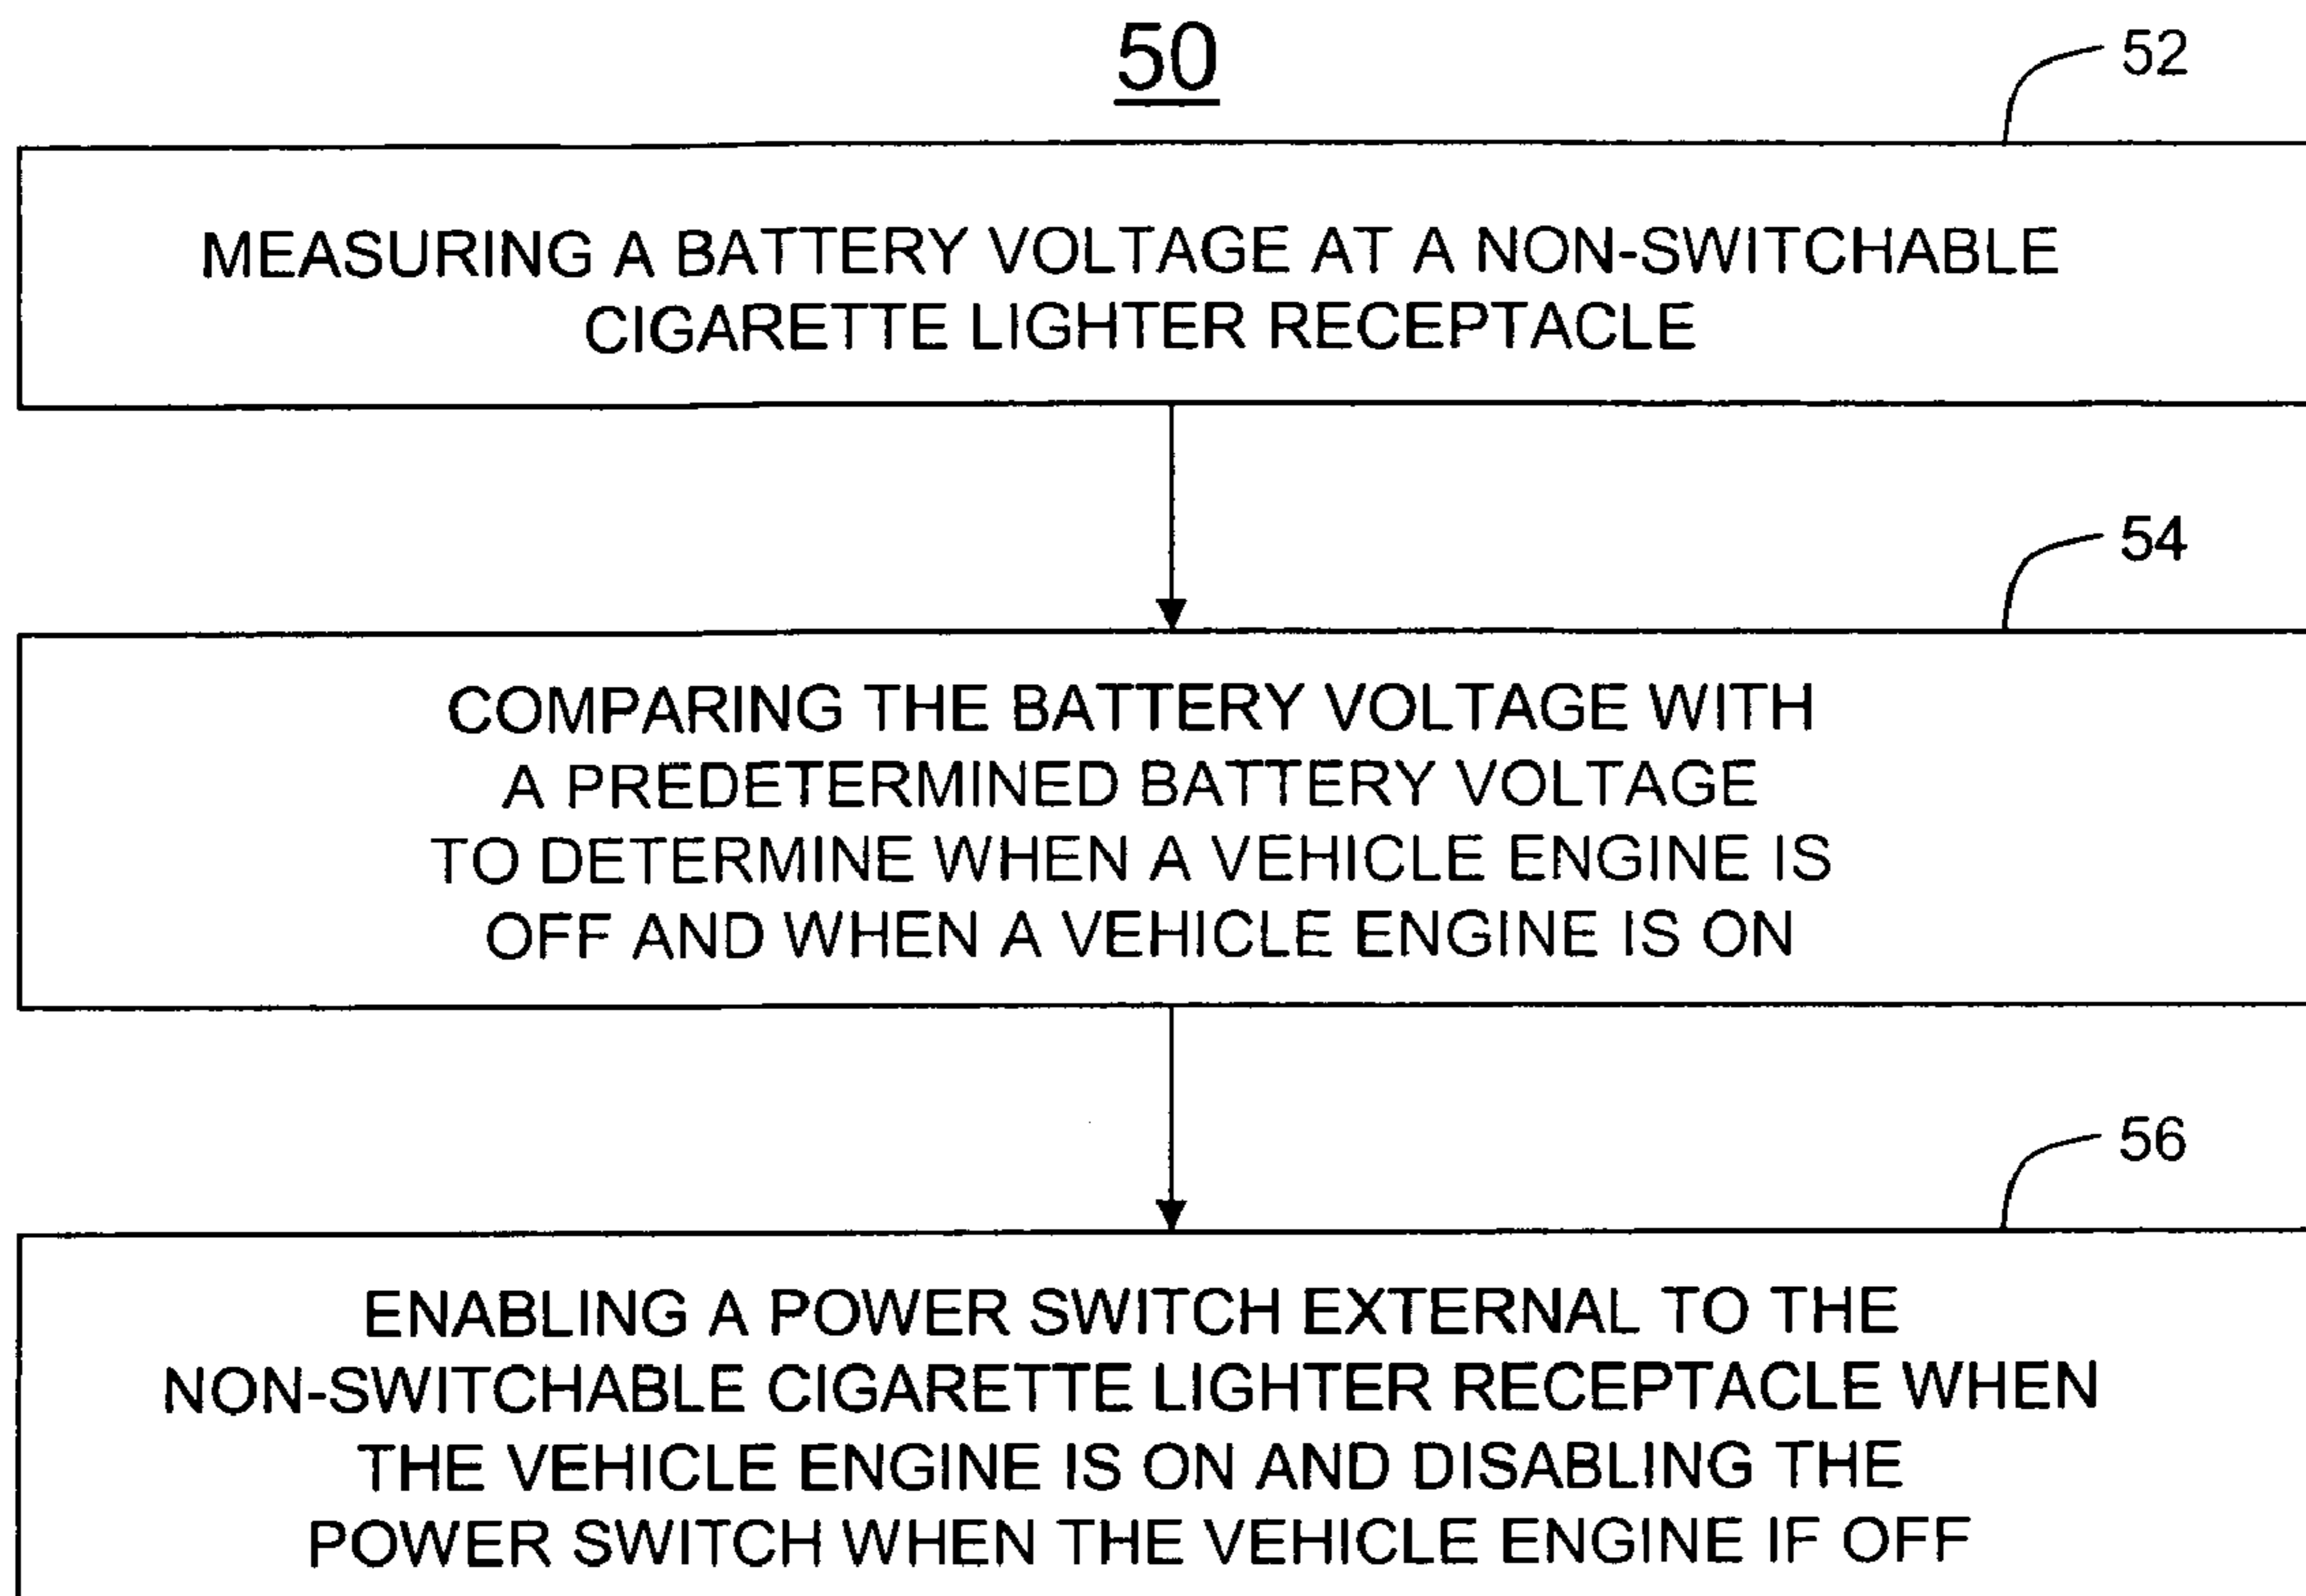 50
52
MEASURING A BATTERY VOLTAGE AT A NON-SWITCHABLE
CIGARETTE LIGHTER RECEPTACLE
54
COMPARING THE BATTERY VOLTAGE WITH
A PREDETERMINED BATTERY VOLTAGE
TO DETERMINE WHEN A VEHICLE ENGINE IS
OFF AND WHEN A VEHICLE ENGINE IS ON
56
ENABLING A POWER SWITCH EXTERNAL TO THE
NON-SWITCHABLE CIGARETTE LIGHTER RECEPTACLE WHEN
THE VEHICLE ENGINE IS ON AND DISABLING THE
POWER SWITCH WHEN THE VEHICLE ENGINE IF OFF